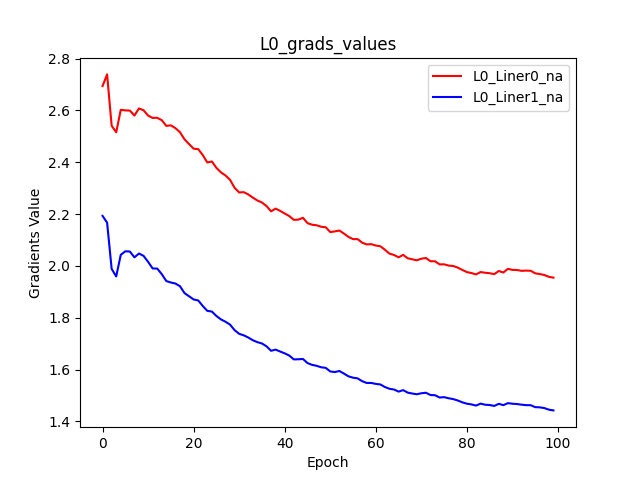 L0_grads_values
L0_Liner0_na
L0_Liner1_na
Gradients Value
2.8
2.6
2.4
2.2
2.0
1.8
1.6
1.4
0 20 40 60 80 100
Epoch